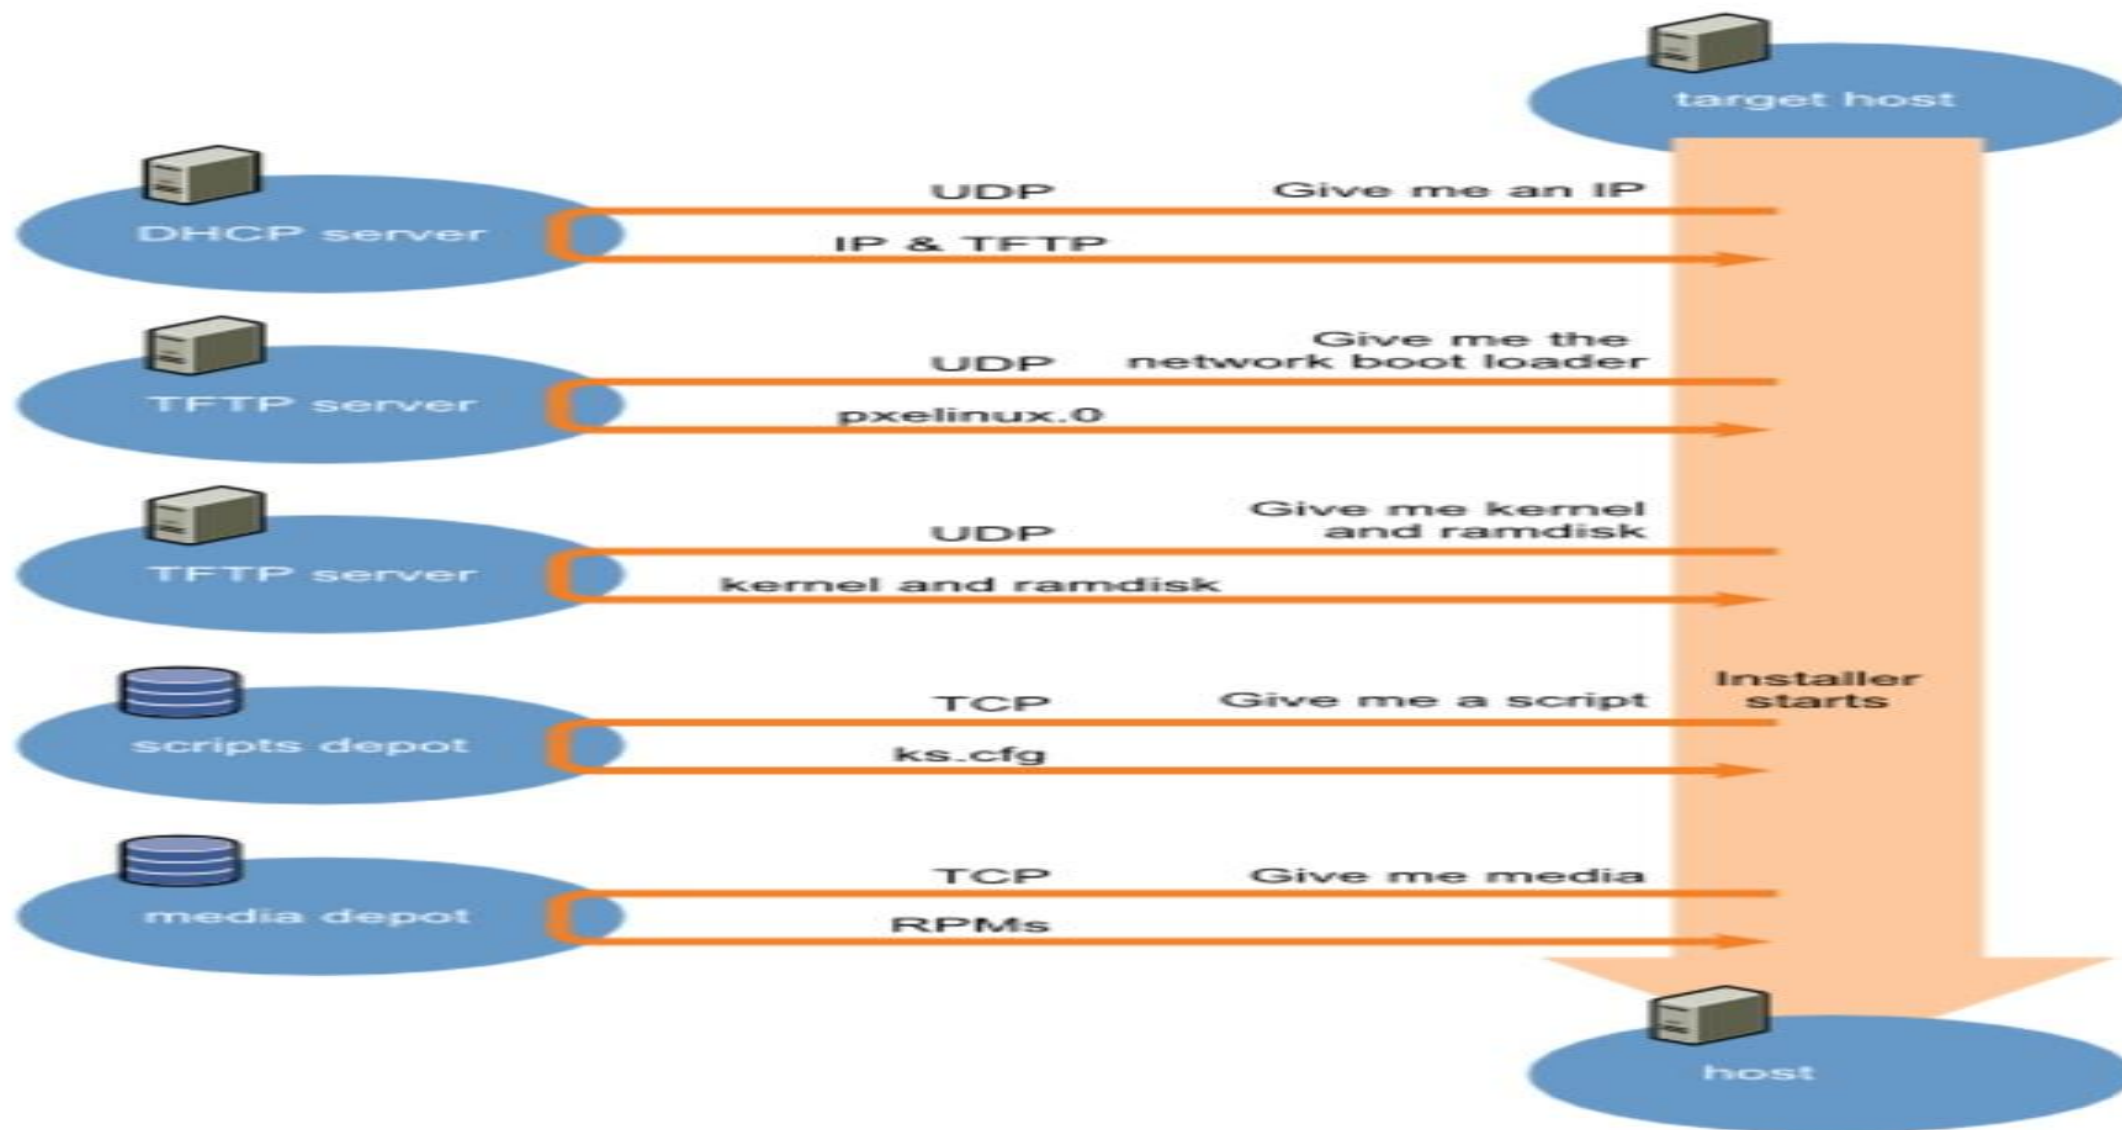 target host
UDP
Give me an IP
DHCP server
IP & TFTP
Give me the
UDP
network boot loader
TFTP server
pxelinux.0
Give me kernel
UDP
and ramdisk
TFTP server
kernel and ramdisk
Installer
TCP
Give me a script
starts
scripts depot
ks.cfg
TCP
Give me media
media depot
RPMs
host